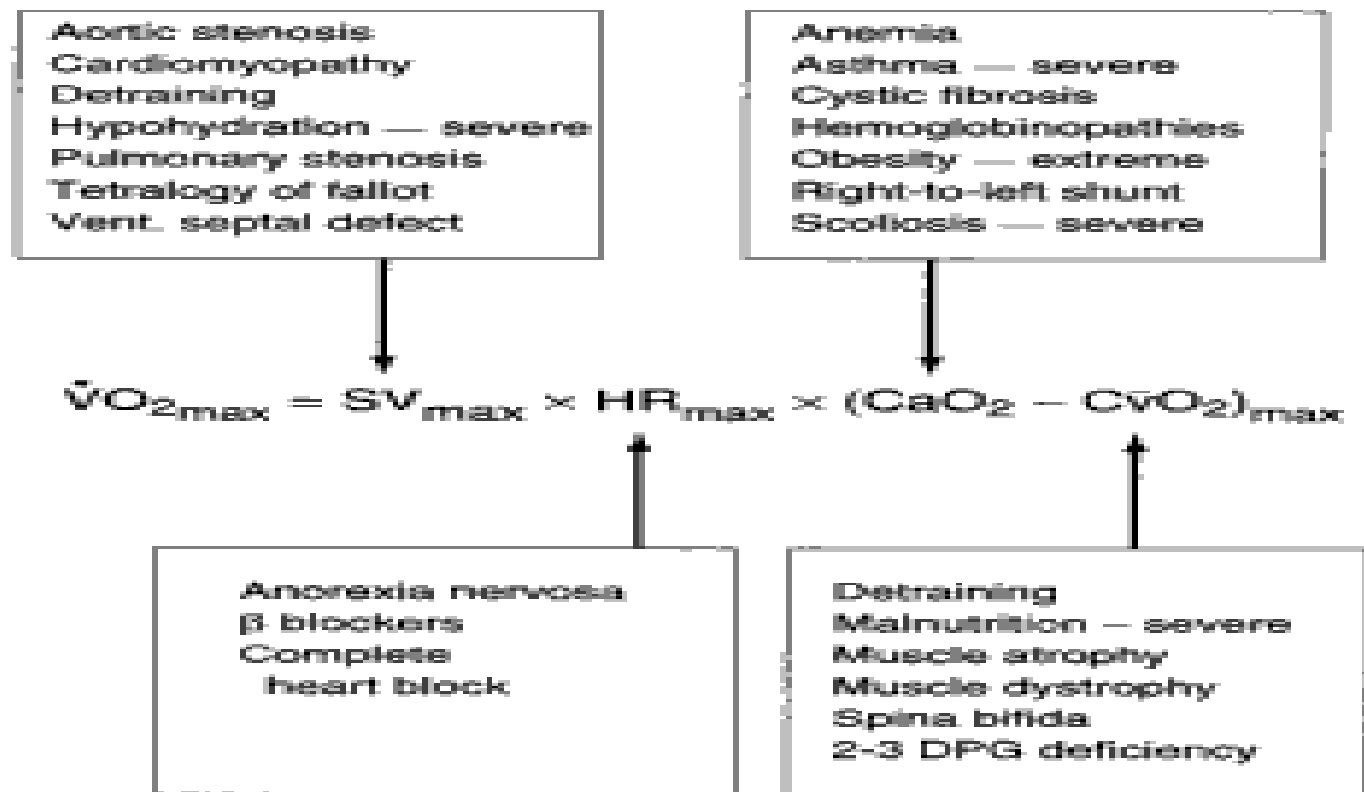 Aortic stenosis
Cardiomyopathy
Detraining
Hypohydration — severe
Pulmonary stenosis
Tetralogy of fallot
Vent. septal defect
Anemia
Asthma — severe
Cystic fibrosis
Hemoglobinopathies
Obesity — extreme
Right-to-left shunt
Scoliosis — severe
V̇O₂max = SVmax × HRmax × (CaO₂ – Cv̄O₂)max
Anorexia nervosa
β blockers
Complete
heart block
Detraining
Malnutrition – severe
Muscle atrophy
Muscle dystrophy
Spina bifida
2-3 DPG deficiency